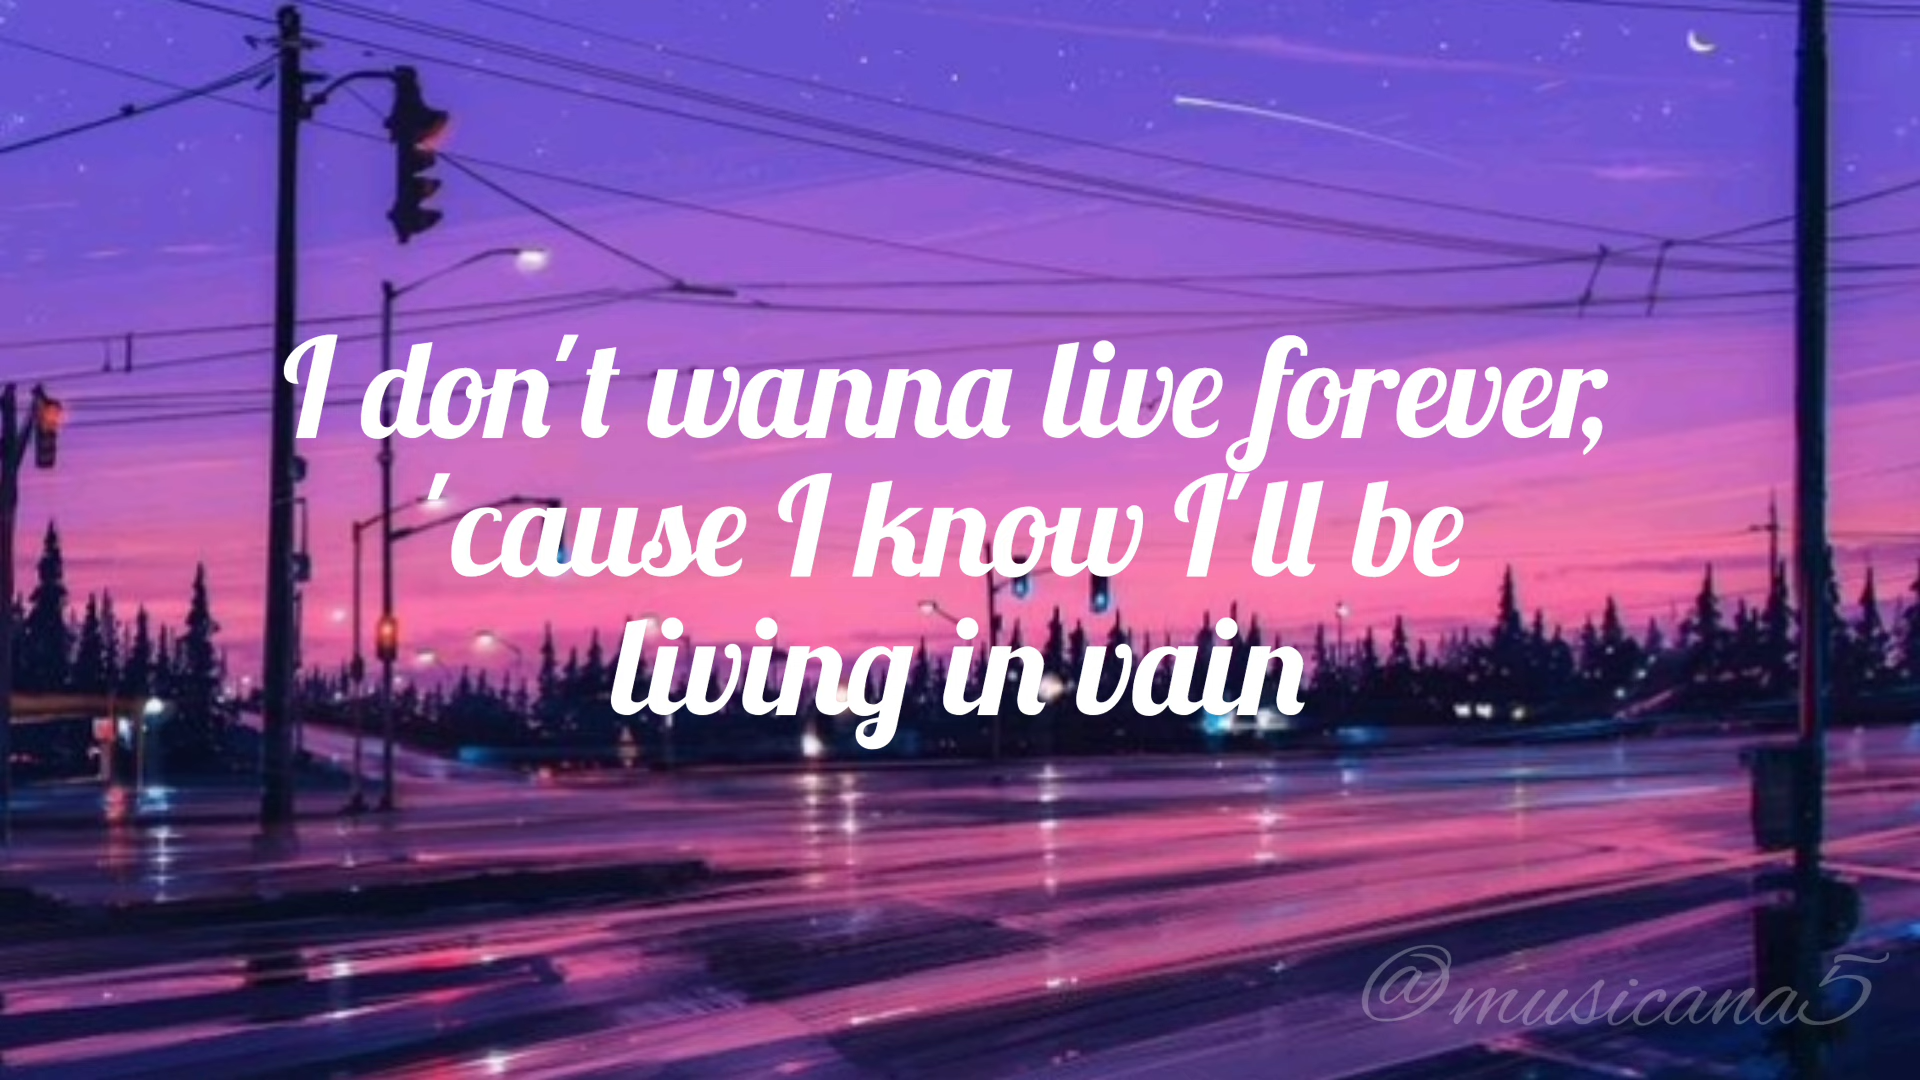 I don't wanna live forever,
'cause I know I'll be
living in vain
@musicana5